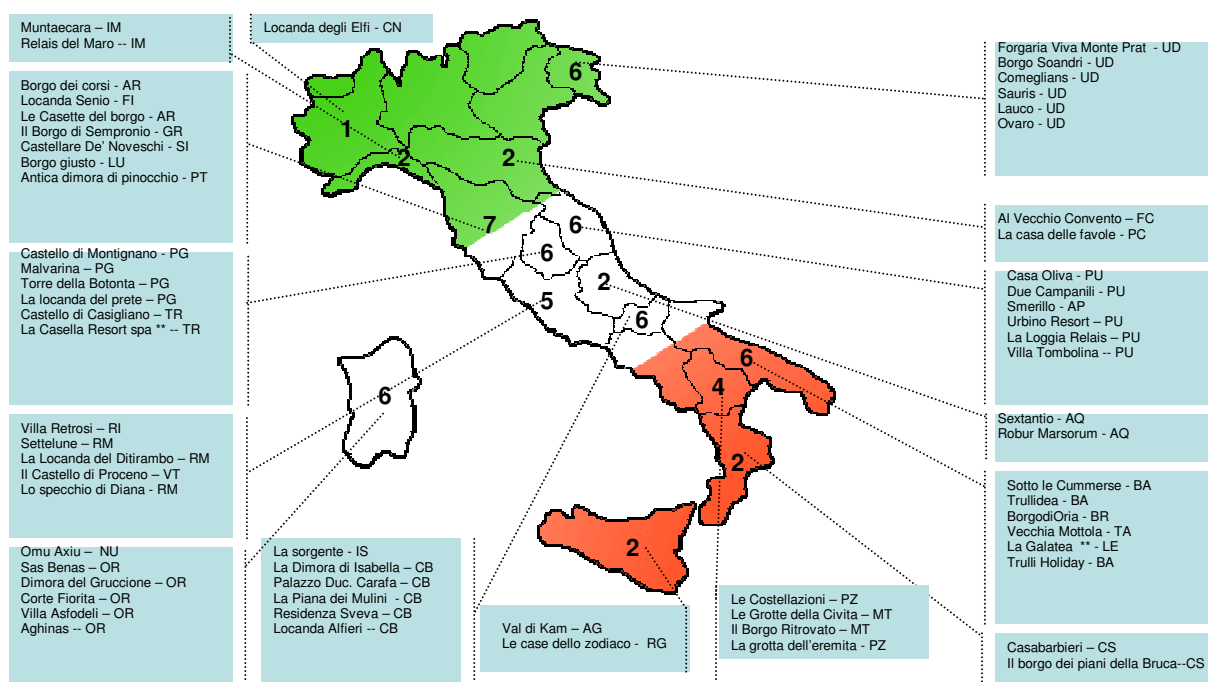 Muntaecara – IM
Relais del Maro -- IM
Locanda degli Elfi - CN
Borgo dei corsi - AR
Locanda Senio - FI
Le Casette del borgo - AR
Il Borgo di Sempronio - GR
Castellare De' Noveschi - SI
Borgo giusto - LU
Antica dimora di pinocchio - PT
Castello di Montignano - PG
Malvarina – PG
Torre della Botonta – PG
La locanda del prete – PG
Castello di Casigliano – TR
La Casella Resort spa ** -- TR
Villa Retrosi – RI
Settelune – RM
La Locanda del Ditirambo – RM
Il Castello di Proceno – VT
Lo specchio di Diana - RM
Omu Axiu – NU
Sas Benas – OR
Dimora del Gruccione – OR
Corte Fiorita – OR
Villa Asfodeli – OR
Aghinas -- OR
La sorgente - IS
La Dimora di Isabella – CB
Palazzo Duc. Carafa – CB
La Piana dei Mulini - CB
Residenza Sveva – CB
Locanda Alfieri -- CB
Val di Kam – AG
Le case dello zodiaco - RG
Le Costellazioni – PZ
Le Grotte della Civita – MT
Il Borgo Ritrovato – MT
La grotta dell'eremita - PZ
6
1
2
2
7
6
6
2
5
6
6
6
4
2
2
Forgaria Viva Monte Prat - UD
Borgo Soandri - UD
Comeglians - UD
Sauris - UD
Lauco - UD
Ovaro - UD
Al Vecchio Convento – FC
La casa delle favole – PC
Casa Oliva - PU
Due Campanili - PU
Smerillo - AP
Urbino Resort – PU
La Loggia Relais – PU
Villa Tombolina -- PU
Sextantio - AQ
Robur Marsorum - AQ
Sotto le Cummerse - BA
Trullidea - BA
BorgodiOria - BR
Vecchia Mottola - TA
La Galatea ** - LE
Trulli Holiday - BA
Casabarbieri – CS
Il borgo dei piani della Bruca--CS